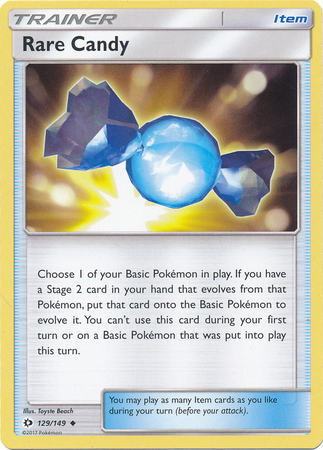 TRAINER Item
Rare Candy
Choose 1 of your Basic Pokémon in play. If you have
a Stage 2 card in your hand that evolves from that
Pokémon, put that card onto the Basic Pokémon to
evolve it. You can't use this card during your first
turn or on a Basic Pokémon that was put into play
this turn.
You may play as many Item cards as you like
during your turn (before your attack).
Illus. Toyste Beach
129/149
©2017 Pokémon